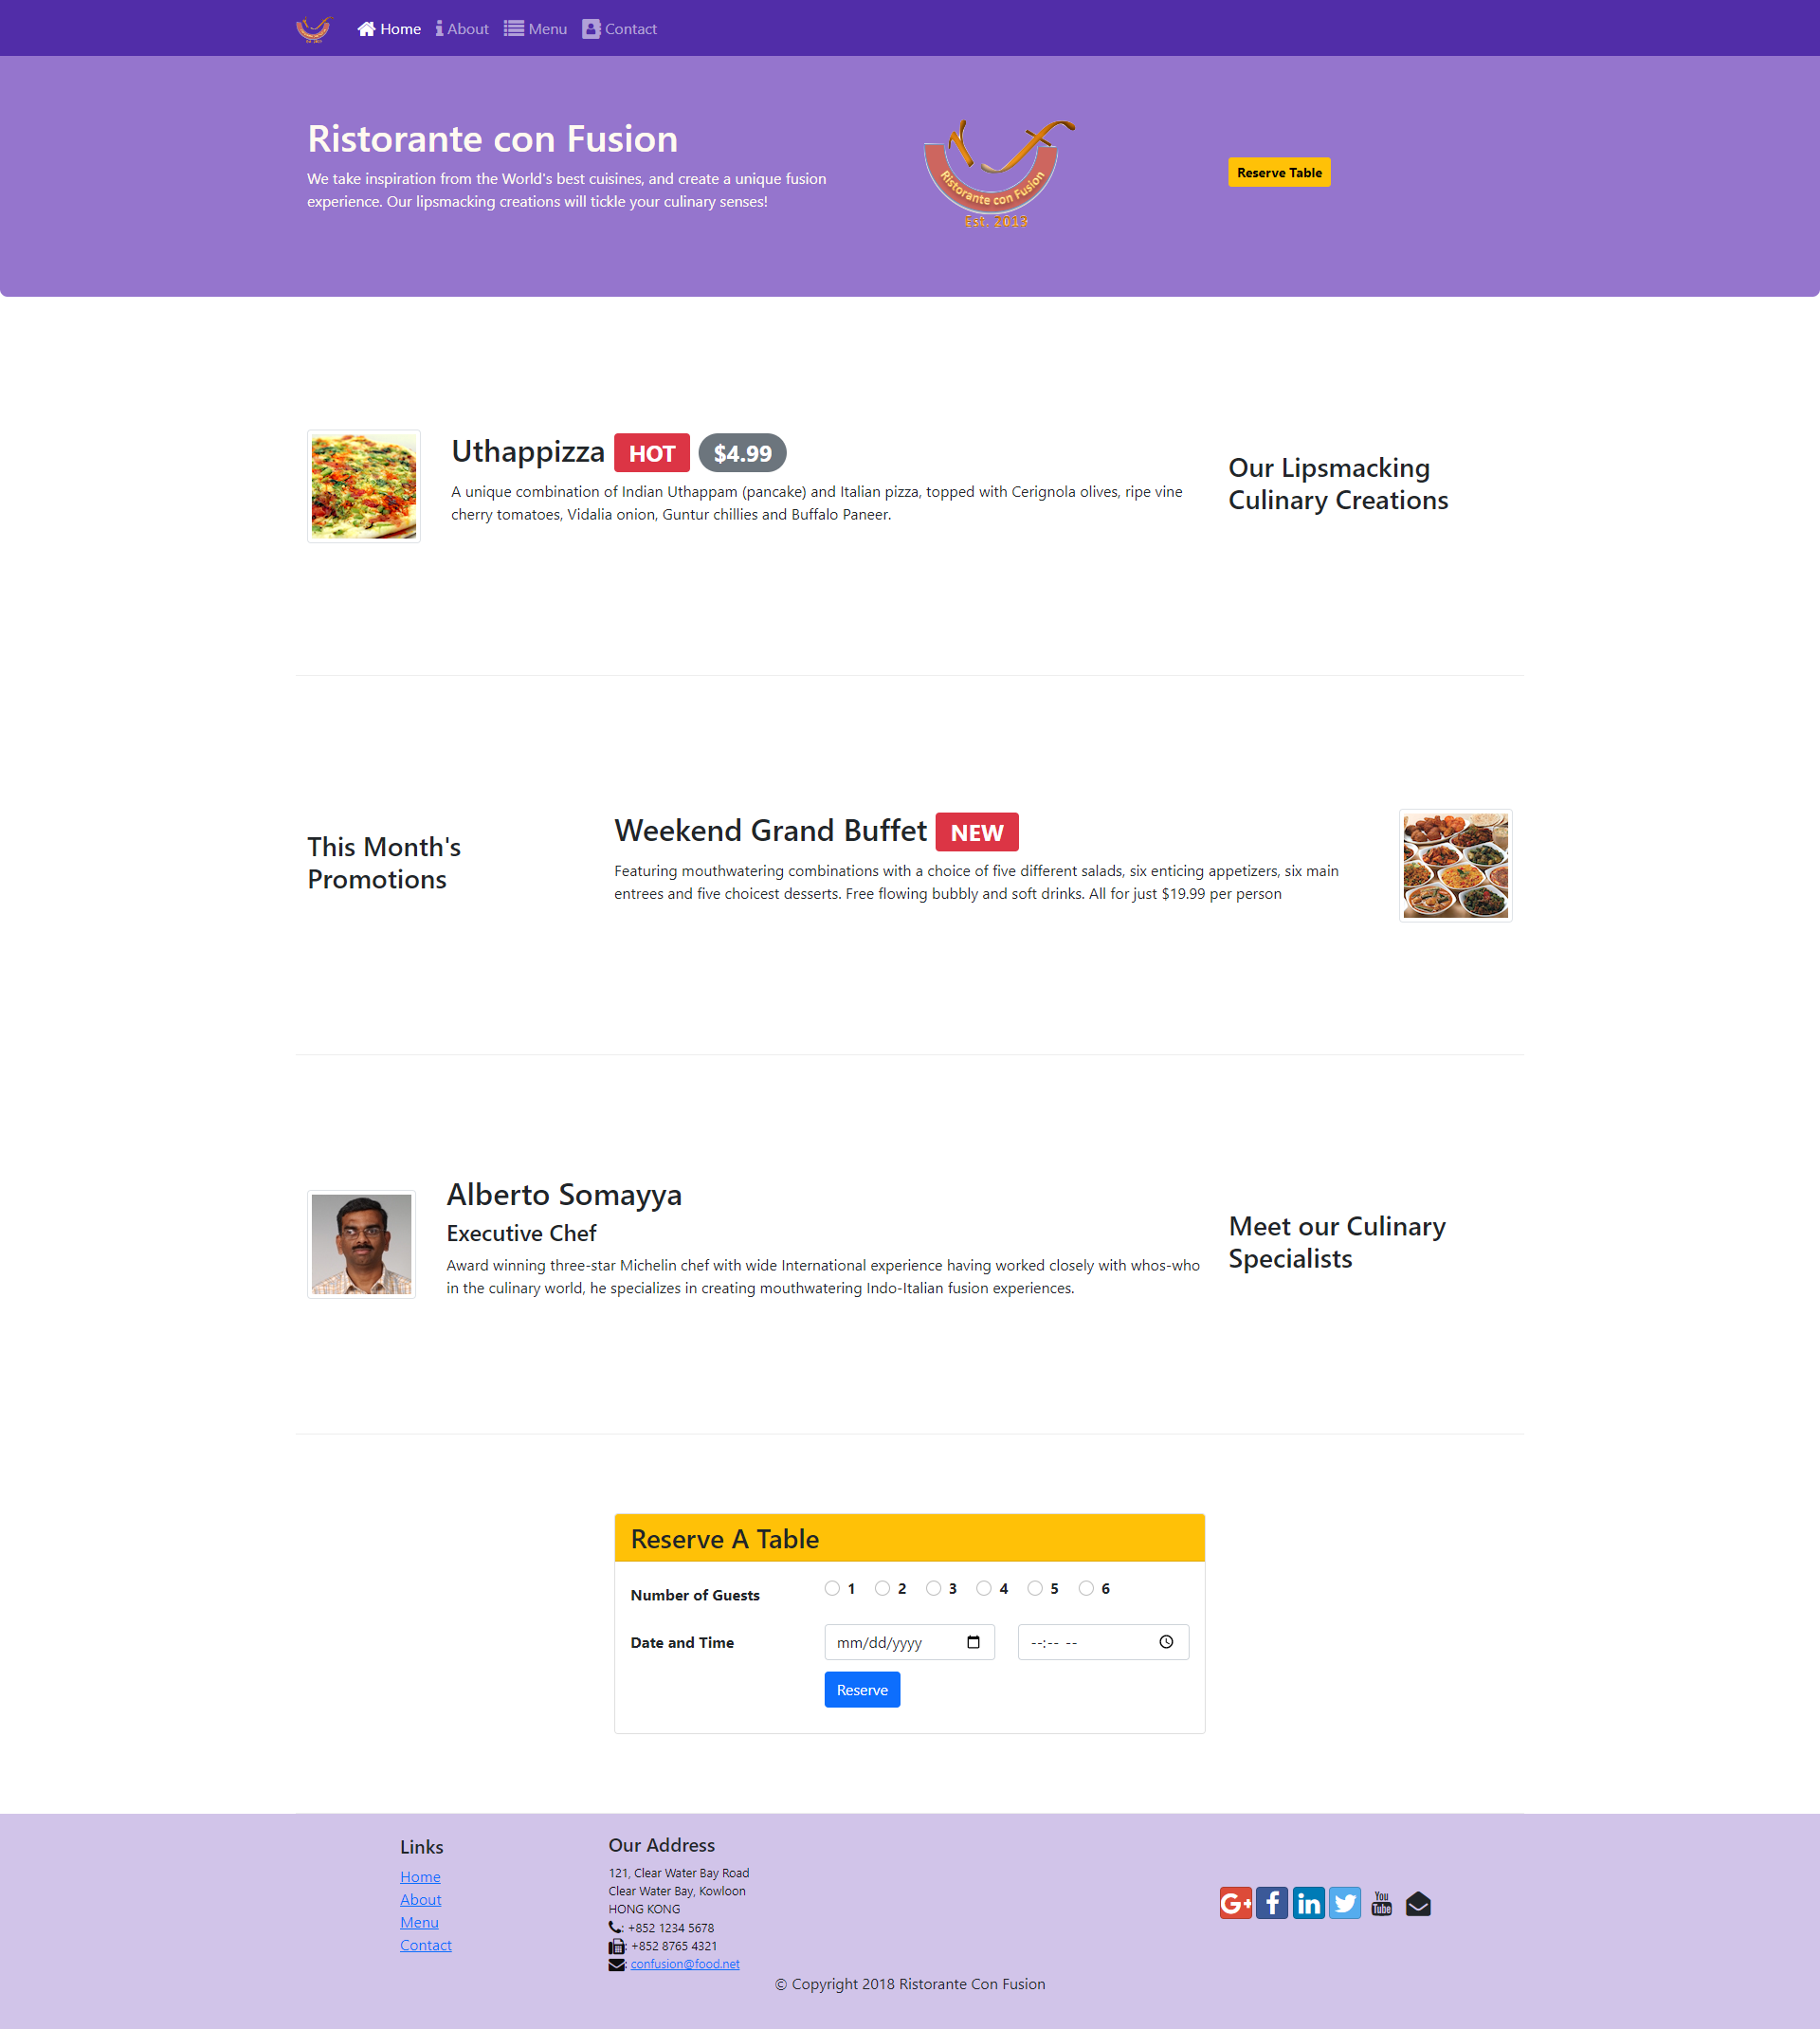 Home About Menu Contact
Ristorante con Fusion
We take inspiration from the World's best cuisines, and create a unique fusion
experience. Our lipsmacking creations will tickle your culinary senses!
Ristorante con Fusion
Est. 2019
Reserve Table
Uthappizza HOT $4.99
A unique combination of Indian Uthappam (pancake) and Italian pizza, topped with Cerignola olives, ripe vine
cherry tomatoes, Vidalia onion, Guntur chillies and Buffalo Paneer.
Our Lipsmacking
Culinary Creations
This Month's
Promotions
Weekend Grand Buffet NEW
Featuring mouthwatering combinations with a choice of five different salads, six enticing appetizers, six main
entrees and five choicest desserts. Free flowing bubbly and soft drinks. All for just $19.99 per person
Alberto Somayya
Executive Chef
Award winning three-star Michelin chef with wide International experience having worked closely with whos-who
in the culinary world, he specializes in creating mouthwatering Indo-Italian fusion experiences.
Meet our Culinary
Specialists
Reserve A Table
Number of Guests 1 2 3 4 5 6
Date and Time mm/dd/yyyy --:-- --
Reserve
Links
Home
About
Menu
Contact
Our Address
121, Clear Water Bay Road
Clear Water Bay, Kowloon
HONG KONG
: +852 1234 5678
: +852 8765 4321
: confusion@food.net
G+ f in You Tube
© Copyright 2018 Ristorante Con Fusion